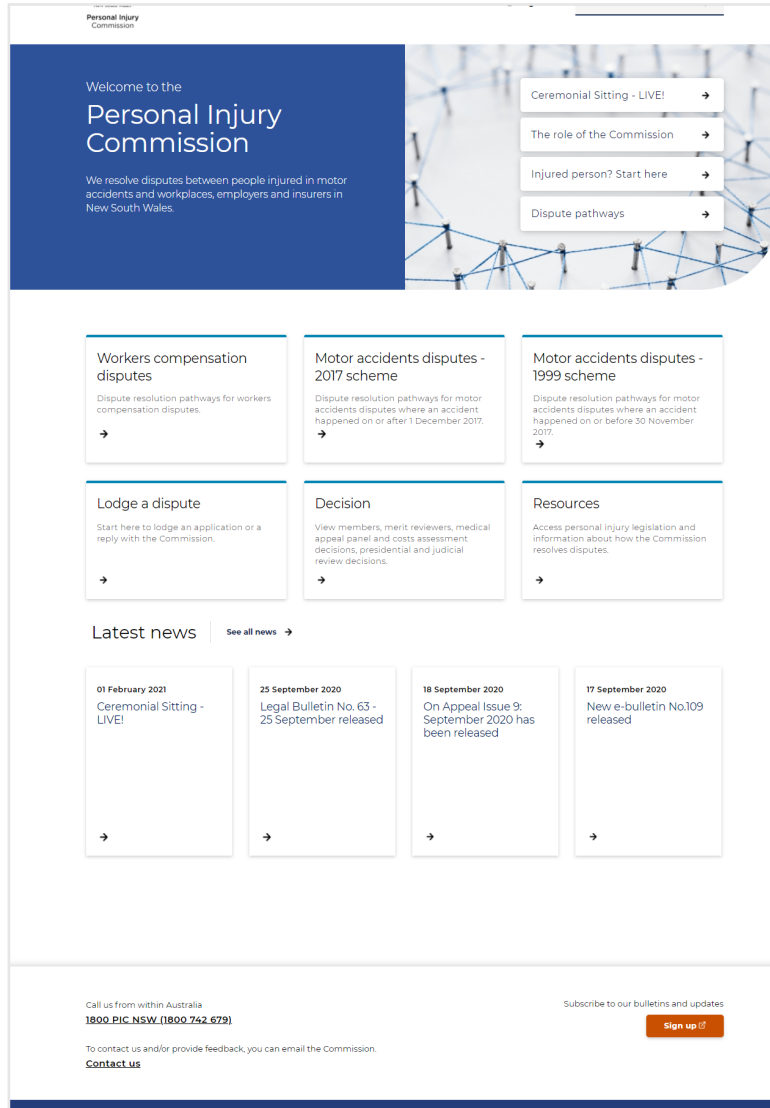 Personal Injury
Commission
Welcome to the
Personal Injury
Commission
We resolve disputes between people injured in motor
accidents and workplaces, employers and insurers in
New South Wales.
Ceremonial Sitting - LIVE!
The role of the Commission
Injured person? Start here
Dispute pathways
Workers compensation
disputes
Dispute resolution pathways for workers
compensation disputes.
Motor accidents disputes -
2017 scheme
Dispute resolution pathways for motor
accidents disputes where an accident
happened on or after 1 December 2017.
Motor accidents disputes -
1999 scheme
Dispute resolution pathways for motor
accidents disputes where an accident
happened on or before 30 November
2017.
Lodge a dispute
Start here to lodge an application or a
reply with the Commission.
Decision
View members, merit reviewers, medical
appeal panel and costs assessment
decisions, presidential and judicial
review decisions.
Resources
Access personal injury legislation and
information about how the Commission
resolves disputes.
Latest news
See all news
01 February 2021
Ceremonial Sitting -
LIVE!
25 September 2020
Legal Bulletin No. 63 -
25 September released
18 September 2020
On Appeal Issue 9:
September 2020 has
been released
17 September 2020
New e-bulletin No.109
released
Call us from within Australia
1800 PIC NSW (1800 742 679)
To contact us and/or provide feedback, you can email the Commission.
Contact us
Subscribe to our bulletins and updates
Sign up